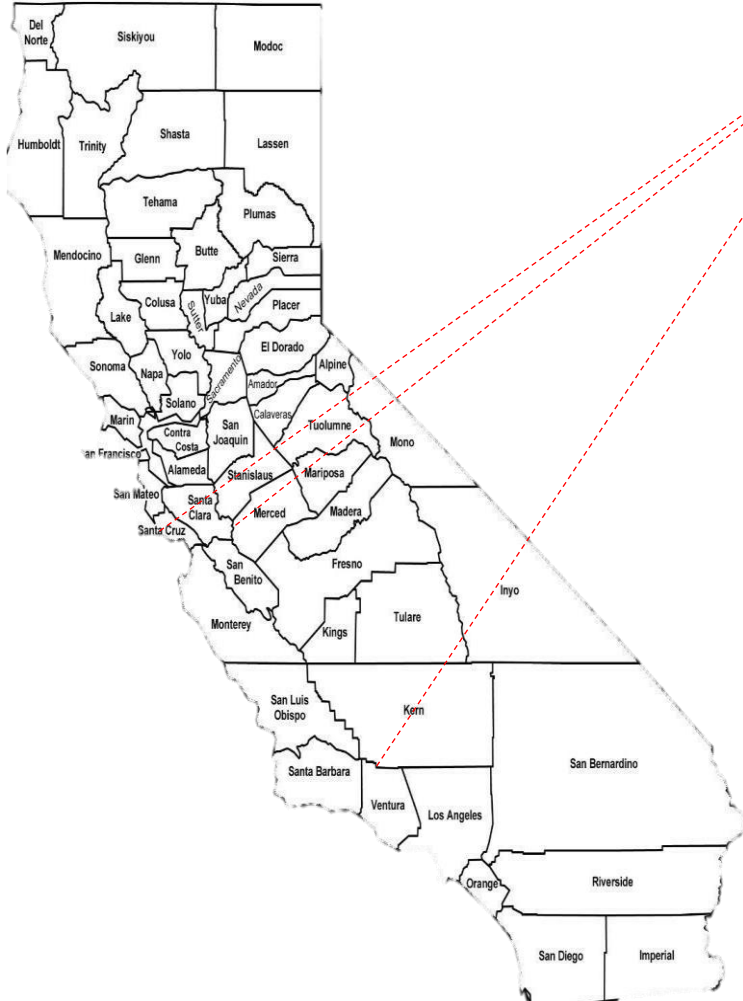 Del
Norte
Siskiyou
Modoc
Humboldt
Trinity
Shasta
Lassen
Tehama
Plumas
Mendocino
Glenn
Butte
Sierra
Colusa
Sutter
Yuba
Nevada
Placer
Lake
Sonoma
Napa
Yolo
Sacramento
El Dorado
Alpine
Amador
Solano
Marin
Calaveras
Contra
Costa
San
Joaquin
Tuolumne
Mono
an Francisco
Alameda
Stanislaus
Mariposa
San Mateo
Santa
Clara
Merced
Madera
Santa Cruz
San
Benito
Fresno
Inyo
Monterey
Kings
Tulare
San Luis
Obispo
Kern
Santa Barbara
San Bernardino
Ventura
Los Angeles
Orange
Riverside
San Diego
Imperial